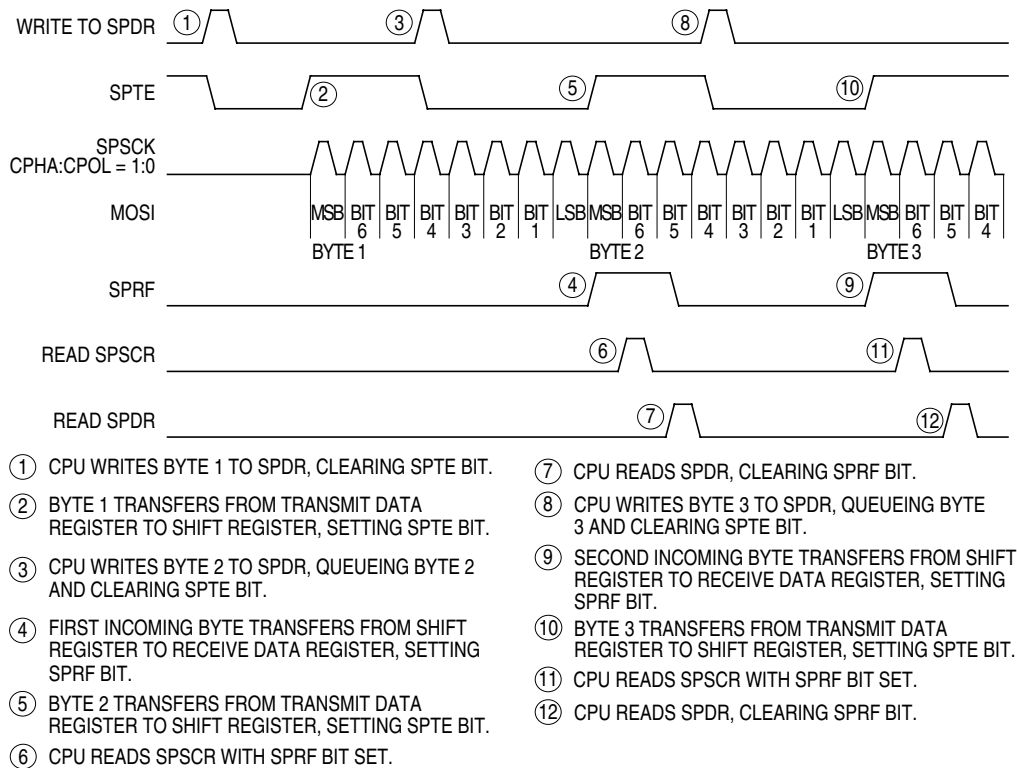 WRITE TO SPDR
1
3
8
SPTE
2
5
10
SPSCK
CPHA:CPOL = 1:0
MOSI
MSB BIT BIT BIT BIT BIT BIT LSB MSB BIT BIT BIT BIT BIT BIT LSB MSB BIT BIT BIT
6 5 4 3 2 1 6 5 4 3 2 1 6 5 4
BYTE 1 BYTE 2 BYTE 3
SPRF
4
9
READ SPSCR
6
11
READ SPDR
7
12
1 CPU WRITES BYTE 1 TO SPDR, CLEARING SPTE BIT.
2 BYTE 1 TRANSFERS FROM TRANSMIT DATA
REGISTER TO SHIFT REGISTER, SETTING SPTE BIT.
3 CPU WRITES BYTE 2 TO SPDR, QUEUEING BYTE 2
AND CLEARING SPTE BIT.
4 FIRST INCOMING BYTE TRANSFERS FROM SHIFT
REGISTER TO RECEIVE DATA REGISTER, SETTING
SPRF BIT.
5 BYTE 2 TRANSFERS FROM TRANSMIT DATA
REGISTER TO SHIFT REGISTER, SETTING SPTE BIT.
6 CPU READS SPSCR WITH SPRF BIT SET.
7 CPU READS SPDR, CLEARING SPRF BIT.
8 CPU WRITES BYTE 3 TO SPDR, QUEUEING BYTE
3 AND CLEARING SPTE BIT.
9 SECOND INCOMING BYTE TRANSFERS FROM SHIFT
REGISTER TO RECEIVE DATA REGISTER, SETTING
SPRF BIT.
10 BYTE 3 TRANSFERS FROM TRANSMIT DATA
REGISTER TO SHIFT REGISTER, SETTING SPTE BIT.
11 CPU READS SPSCR WITH SPRF BIT SET.
12 CPU READS SPDR, CLEARING SPRF BIT.